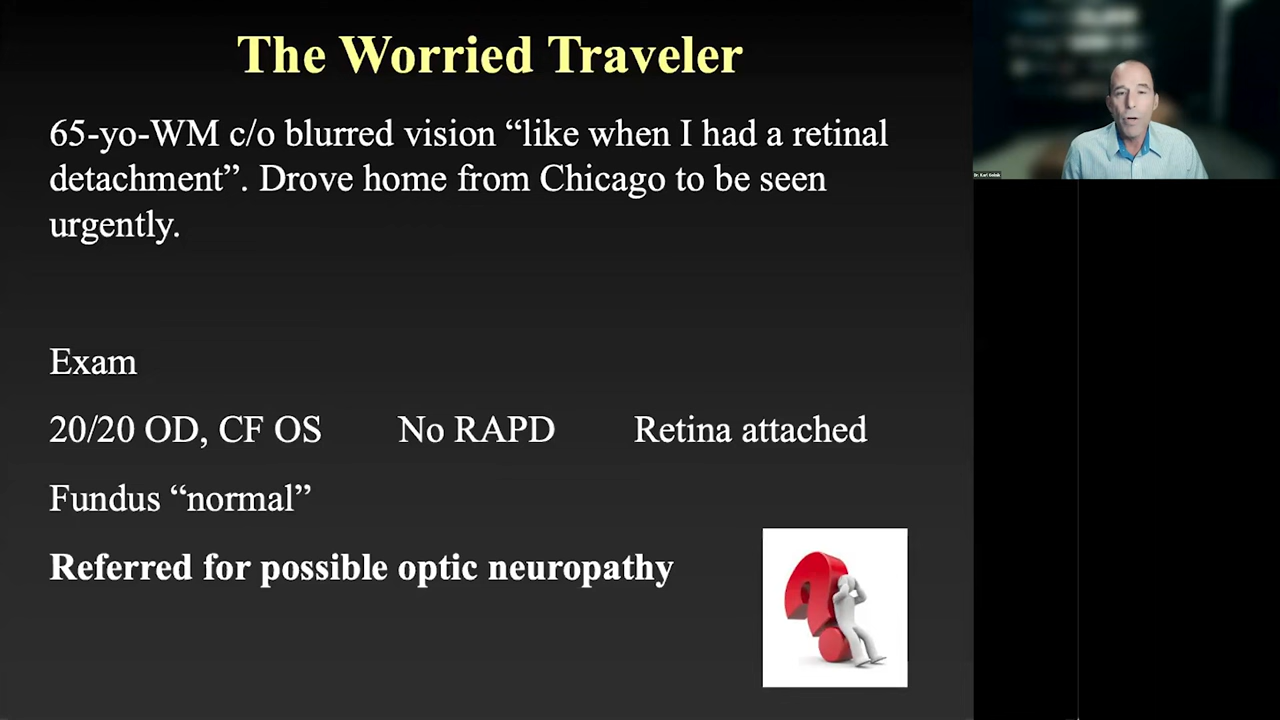 The Worried Traveler
65-yo-WM c/o blurred vision “like when I had a retinal
detachment”. Drove home from Chicago to be seen
urgently.
Exam
20/20 OD, CF OS No RAPD Retina attached
Fundus “normal”
Referred for possible optic neuropathy